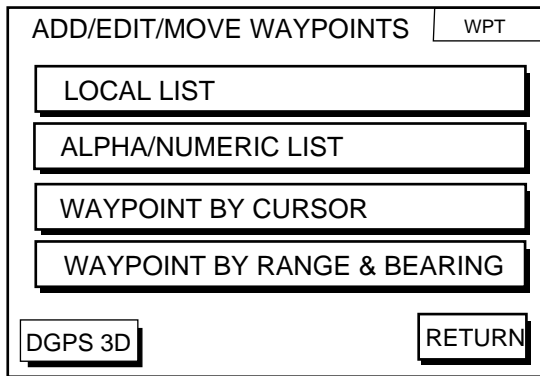 ADD/EDIT/MOVE WAYPOINTS WPT
LOCAL LIST
ALPHA/NUMERIC LIST
WAYPOINT BY CURSOR
WAYPOINT BY RANGE & BEARING
DGPS 3D RETURN